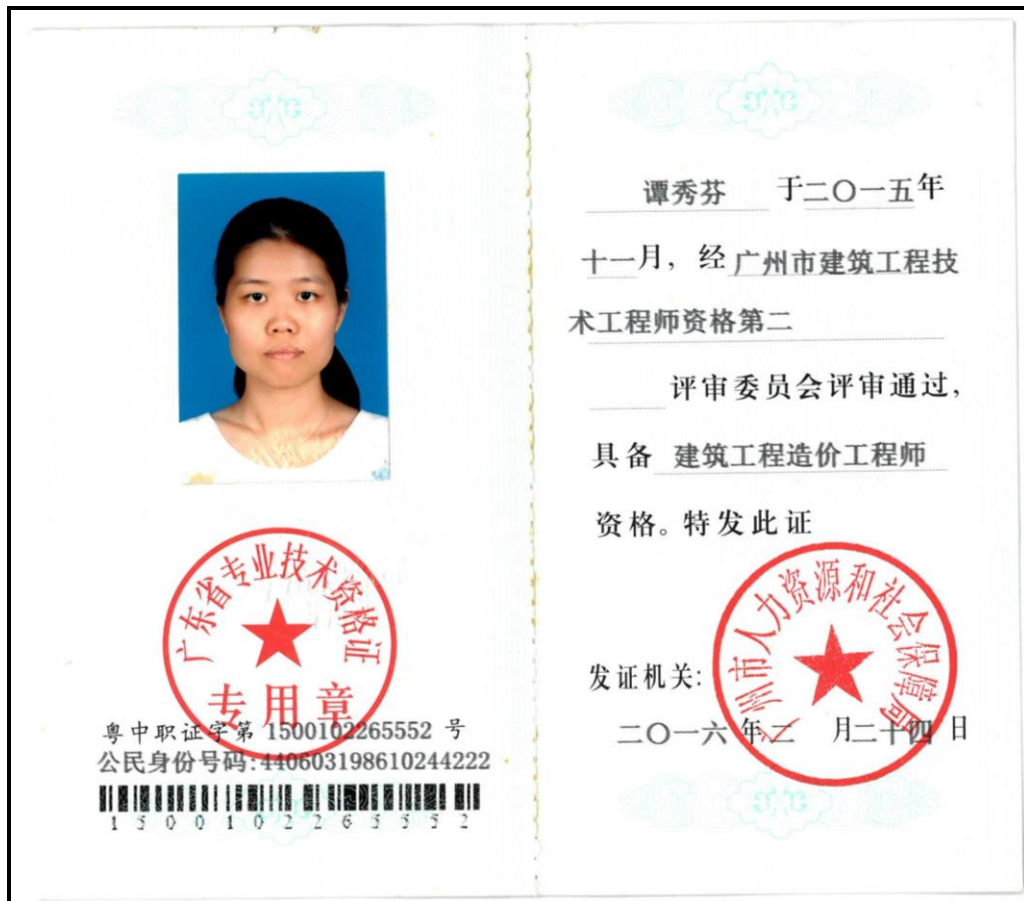 广东省专业技术资格证
专用章
粤中职证字第 1500102265552 号
公民身份号码:440603198610244222
1500102265552
谭秀芬 于二〇一五年
十一月，经广州市建筑工程技
术工程师资格第二
评审委员会评审通过，
具备 建筑工程造价工程师
资格。特发此证
广州市人力资源和社会保障局
发证机关:
二〇一六年二 月二十四日